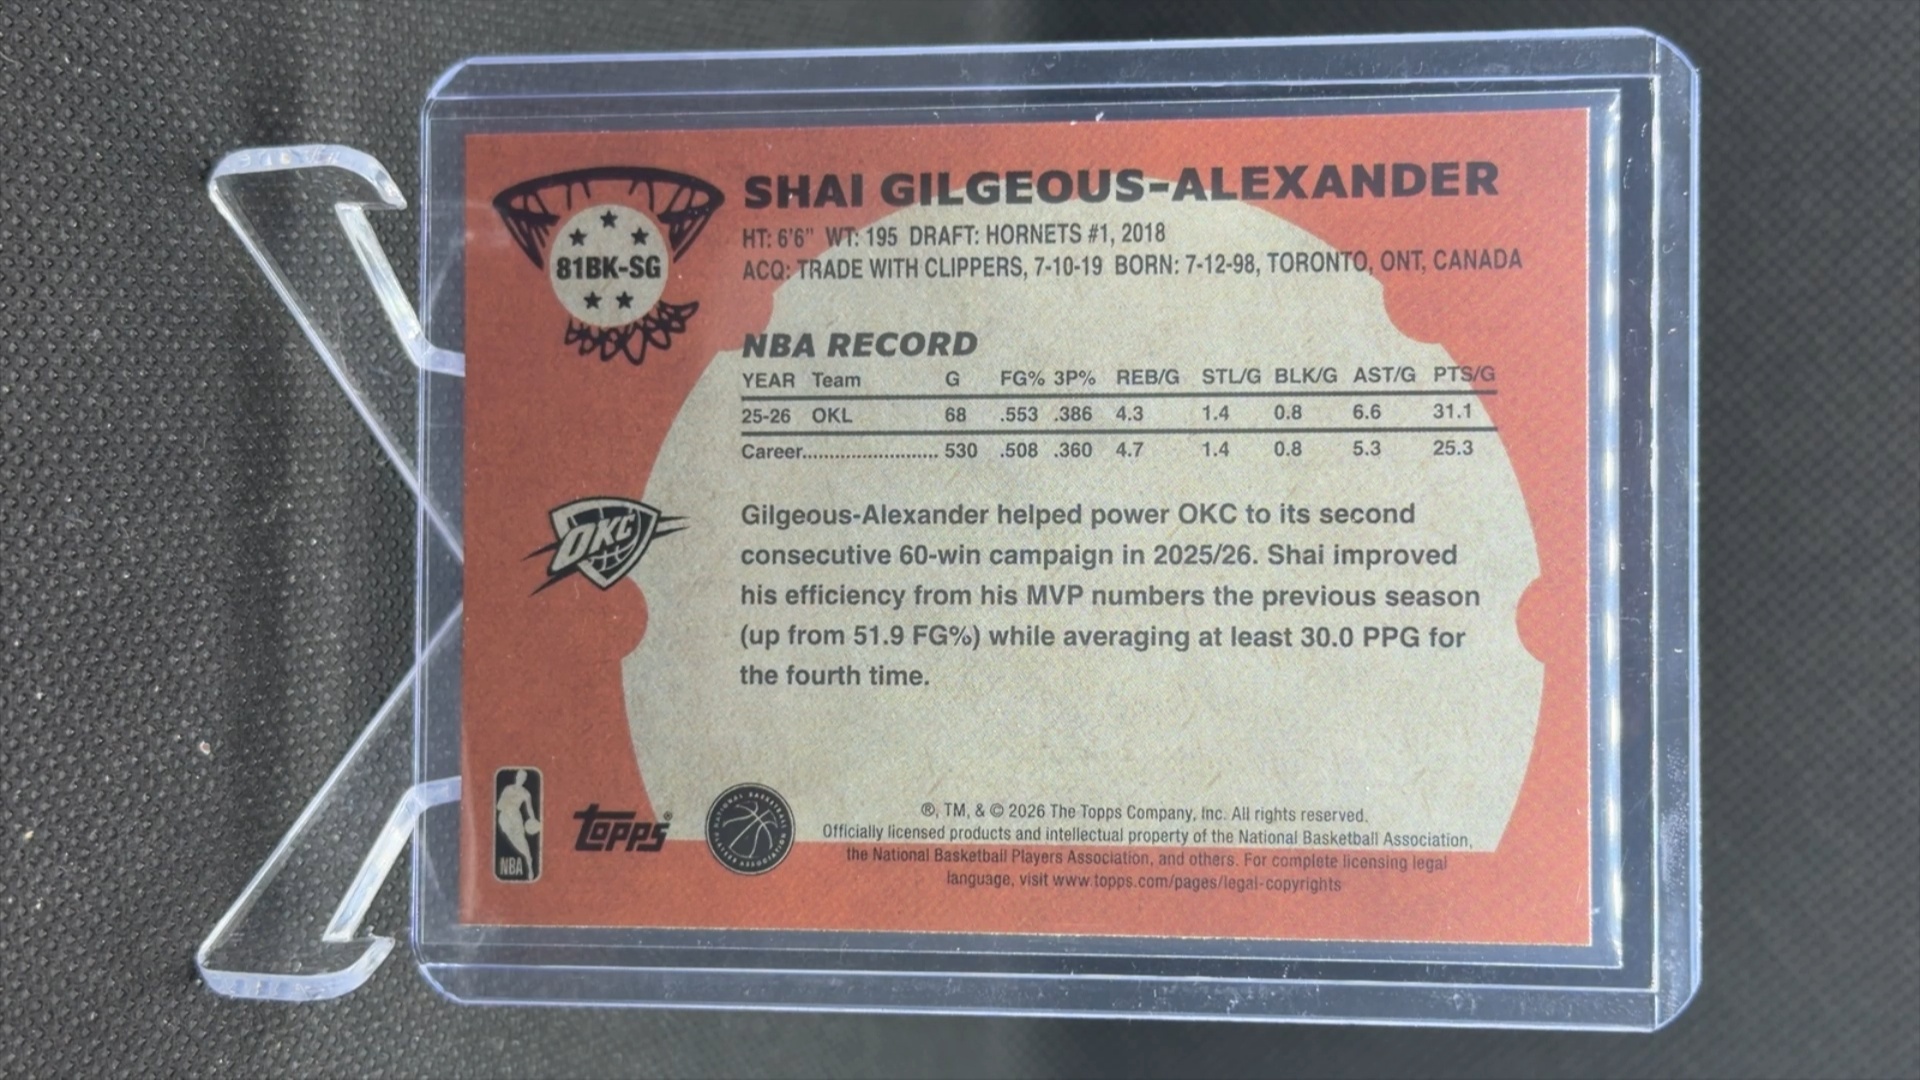 SHAI GILGEOUS-ALEXANDER
81BK-SG
HT: 6'6" WT: 195 DRAFT: HORNETS #1, 2018
ACQ: TRADE WITH CLIPPERS, 7-10-19 BORN: 7-12-98, TORONTO, ONT, CANADA
NBA RECORD
YEAR Team G FG% 3P% REB/G STL/G BLK/G AST/G PTS/G
25-26 OKL 68 .553 .386 4.3 1.4 0.8 6.6 31.1
Career.......................... 530 .508 .360 4.7 1.4 0.8 5.3 25.3
OKC
Gilgeous-Alexander helped power OKC to its second
consecutive 60-win campaign in 2025/26. Shai improved
his efficiency from his MVP numbers the previous season
(up from 51.9 FG%) while averaging at least 30.0 PPG for
the fourth time.
NBA
Topps®
NATIONAL BASKETBALL PLAYERS ASSOCIATION
®, TM, & © 2026 The Topps Company, Inc. All rights reserved.
Officially licensed products and intellectual property of the National Basketball Association,
the National Basketball Players Association, and others. For complete licensing legal
language, visit www.topps.com/pages/legal-copyrights